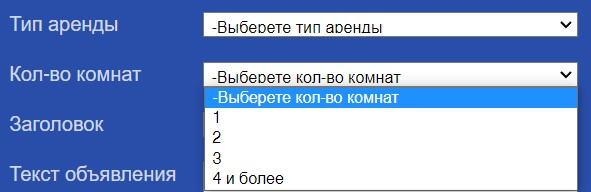 Тип аренды -Выберете тип аренды
Кол-во комнат -Выберете кол-во комнат
-Выберете кол-во комнат
1
Заголовок
2
3
Текст объявления
4 и более